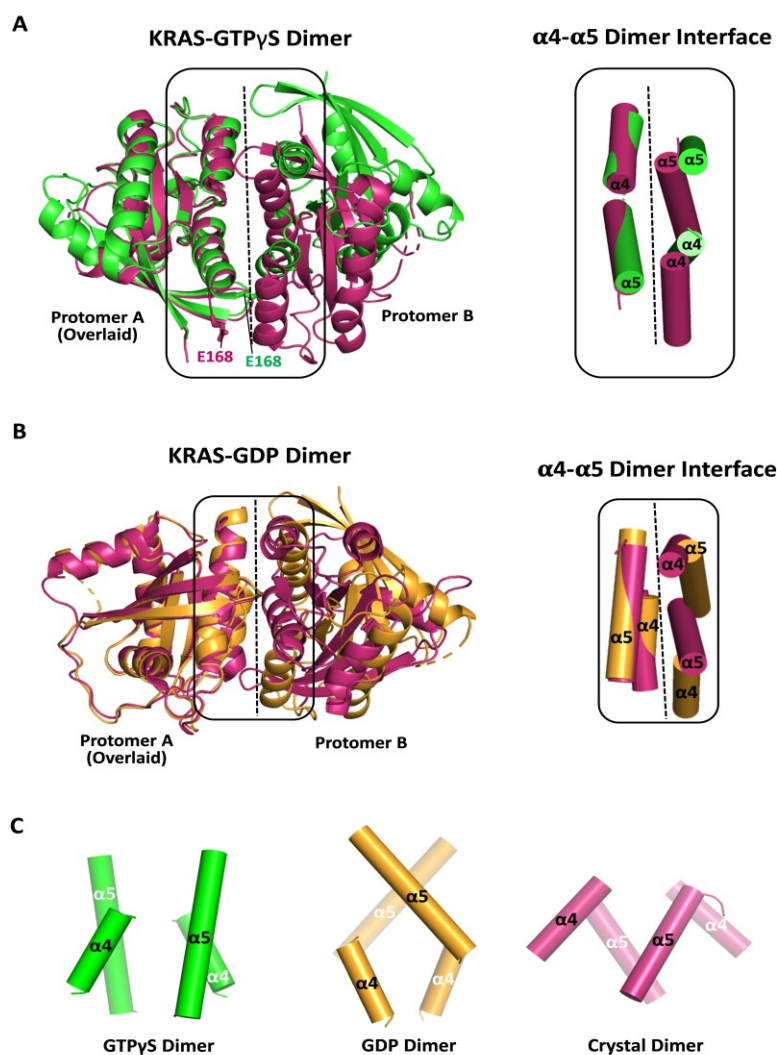 A
KRAS-GTPγS Dimer
α4-α5 Dimer Interface
α5
α5
α4
α4
α4
α5
Protomer A
(Overlaid)
Protomer B
E168
E168
B
KRAS-GDP Dimer
α4-α5 Dimer Interface
α5
α4
α4
α5
α5
α4
Protomer A
(Overlaid)
Protomer B
C
α5
α4
α5
α4
α5
α5
α4
α4
α4
α4
α5
α5
GTPγS Dimer
GDP Dimer
Crystal Dimer